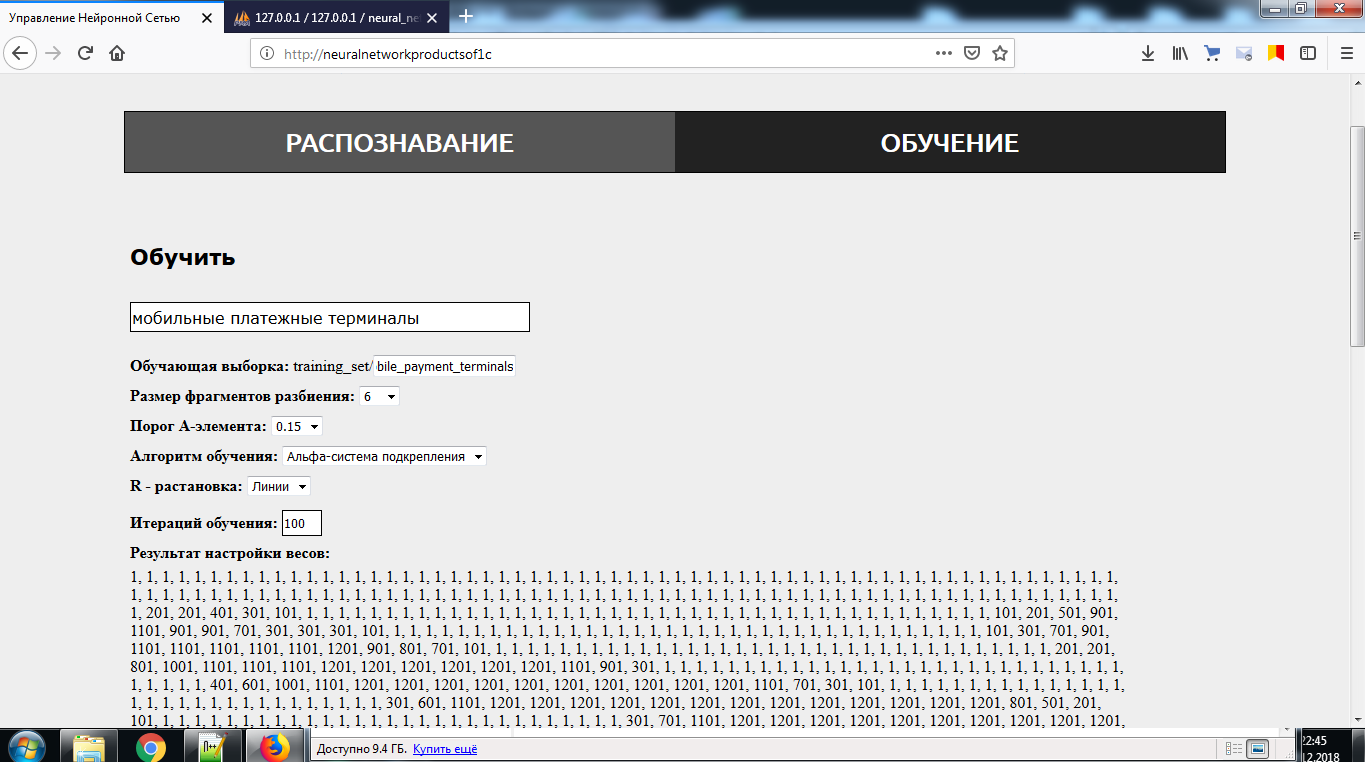 Управление Нейронной Сетью
127.0.0.1 / 127.0.0.1 / neural_ne
http://neuralnetworkproductsof1c
РАСПОЗНАВАНИЕ ОБУЧЕНИЕ
Обучить
мобильные платежные терминалы
Обучающая выборка: training_set/bile_payment_terminals
Размер фрагментов разбиения: 6
Порог А-элемента: 0.15
Алгоритм обучения: Альфа-система подкрепления
R - растановка: Линии
Итераций обучения: 100
Результат настройки весов:
1, 1, 1, 1, 1, 1, 1, 1, 1, 1, 1, 1, 1, 1, 1, 1, 1, 1, 1, 1, 1, 1, 1, 1, 1, 1, 1, 1, 1, 1, 1, 1, 1, 1, 1, 1, 1, 1, 1, 1, 1, 1, 1, 1, 1, 1, 1, 1, 1, 1, 1, 1, 1, 1, 1, 1, 1, 1, 1, 1, 1, 1,
1, 1, 1, 1, 1, 1, 1, 1, 1, 1, 1, 1, 1, 1, 1, 1, 1, 1, 1, 1, 1, 1, 1, 1, 1, 1, 1, 1, 1, 1, 1, 1, 1, 1, 1, 1, 1, 1, 1, 1, 1, 1, 1, 1, 1, 1, 1, 1, 1, 1, 1, 1, 1, 1, 1, 1, 1, 1, 1, 1, 1, 1,
1, 201, 201, 401, 301, 101, 1, 1, 1, 1, 1, 1, 1, 1, 1, 1, 1, 1, 1, 1, 1, 1, 1, 1, 1, 1, 1, 1, 1, 1, 1, 1, 1, 1, 1, 1, 1, 1, 1, 1, 1, 1, 1, 1, 1, 1, 1, 1, 1, 101, 201, 501, 901,
1101, 901, 901, 701, 301, 301, 301, 101, 1, 1, 1, 1, 1, 1, 1, 1, 1, 1, 1, 1, 1, 1, 1, 1, 1, 1, 1, 1, 1, 1, 1, 1, 1, 1, 1, 1, 1, 1, 1, 1, 1, 1, 1, 1, 1, 101, 301, 701, 901,
1101, 1101, 1101, 1101, 1101, 1201, 901, 801, 701, 101, 1, 1, 1, 1, 1, 1, 1, 1, 1, 1, 1, 1, 1, 1, 1, 1, 1, 1, 1, 1, 1, 1, 1, 1, 1, 1, 1, 1, 1, 1, 1, 1, 1, 1, 1, 201, 201,
801, 1001, 1101, 1101, 1101, 1201, 1201, 1201, 1201, 1201, 1201, 1101, 901, 301, 1, 1, 1, 1, 1, 1, 1, 1, 1, 1, 1, 1, 1, 1, 1, 1, 1, 1, 1, 1, 1, 1, 1, 1, 1, 1, 1, 1, 1,
1, 1, 1, 1, 1, 401, 601, 1001, 1101, 1201, 1201, 1201, 1201, 1201, 1201, 1201, 1201, 1201, 1201, 1101, 701, 301, 101, 1, 1, 1, 1, 1, 1, 1, 1, 1, 1, 1, 1, 1, 1, 1,
1, 1, 1, 1, 1, 1, 1, 1, 1, 1, 1, 1, 1, 1, 1, 1, 301, 601, 1101, 1201, 1201, 1201, 1201, 1201, 1201, 1201, 1201, 1201, 1201, 1201, 1201, 1201, 801, 501, 201,
101, 1, 1, 1, 1, 1, 1, 1, 1, 1, 1, 1, 1, 1, 1, 1, 1, 1, 1, 1, 1, 1, 1, 1, 1, 1, 1, 1, 1, 1, 301, 701, 1101, 1201, 1201, 1201, 1201, 1201, 1201, 1201, 1201, 1201, 1201,
Доступно 9.4 ГБ. Купить ещё
22:45
.12.2018